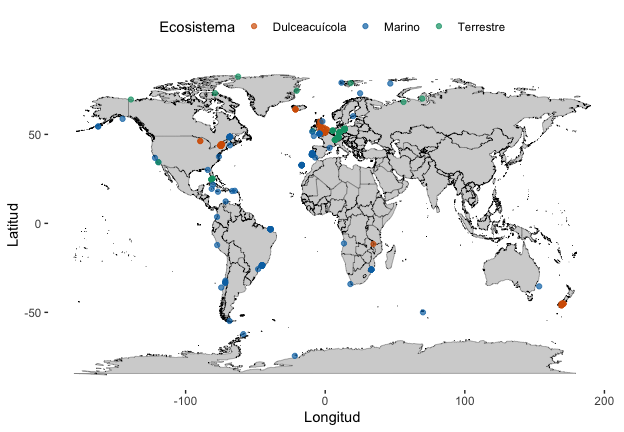 Ecosistema Dulceacuícola Marino Terrestre
Latitud
50
0
-50
-100 0 100 200
Longitud